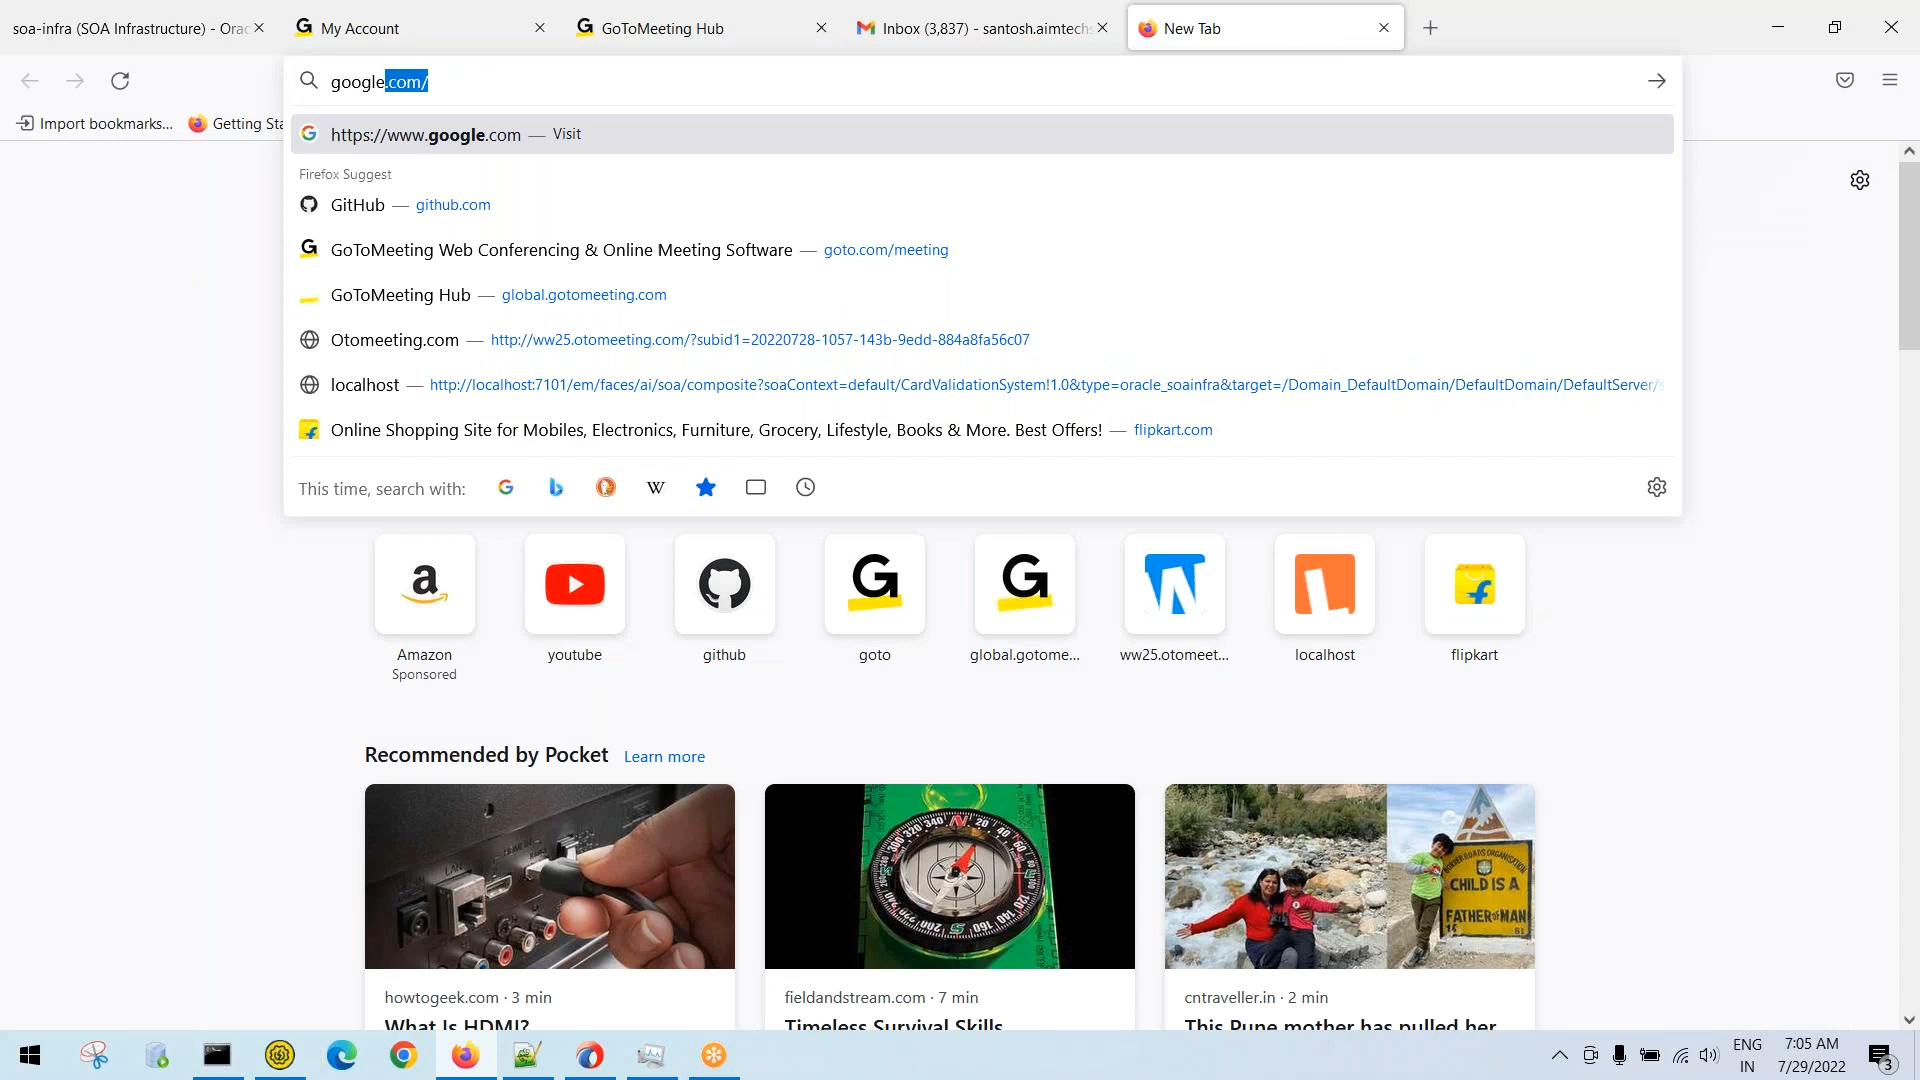 soa-infra (SOA Infrastructure) - Orac
My Account
GoToMeeting Hub
Inbox (3,837) - santosh.aimtechs
New Tab
google.com/
Import bookmarks...
Getting Sta
https://www.google.com — Visit
Firefox Suggest
GitHub — github.com
GoToMeeting Web Conferencing & Online Meeting Software — goto.com/meeting
GoToMeeting Hub — global.gotomeeting.com
Otomeeting.com — http://ww25.otomeeting.com/?subid1=20220728-1057-143b-9edd-884a8fa56c07
localhost — http://localhost:7101/em/faces/ai/soa/composite?soaContext=default/CardValidationSystem!1.0&type=oracle_soainfra&target=/Domain_DefaultDomain/DefaultDomain/DefaultServer/s
Online Shopping Site for Mobiles, Electronics, Furniture, Grocery, Lifestyle, Books & More. Best Offers! — flipkart.com
This time, search with:
Amazon
Sponsored
youtube
github
goto
global.gotome...
ww25.otomeet...
localhost
flipkart
Recommended by Pocket Learn more
LAN
CHILD IS A
FATHER OF MAN
howtogeek.com · 3 min
What Is HDMI?
fieldandstream.com · 7 min
Timeless Survival Skills
cntraveller.in · 2 min
This Pune mother has pulled her
ENG
IN
7:05 AM
7/29/2022
3